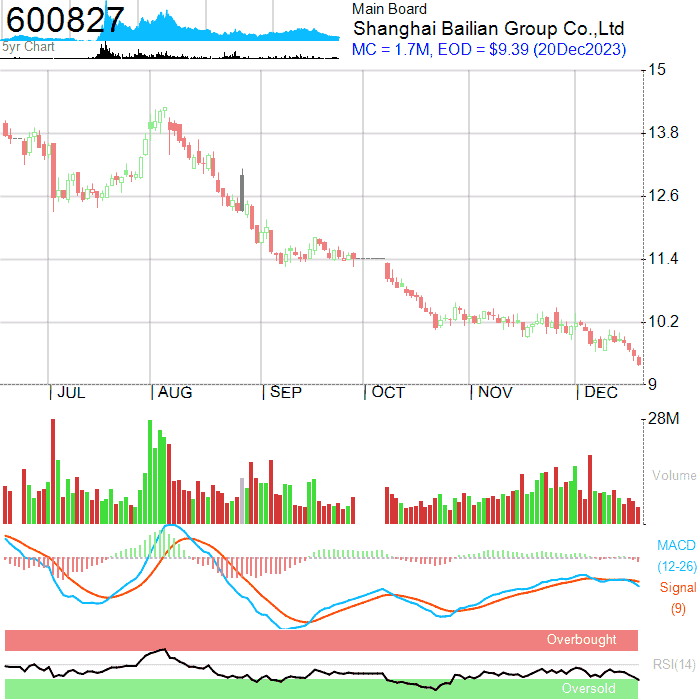 600827
5yr Chart
Main Board
Shanghai Bailian Group Co.,Ltd
MC = 1.7M, EOD = $9.39 (20Dec2023)
15
13.8
12.6
11.4
10.2
9
JUL AUG SEP OCT NOV DEC
28M
Volume
MACD
(12-26)
Signal
(9)
Overbought
RSI(14)
Oversold